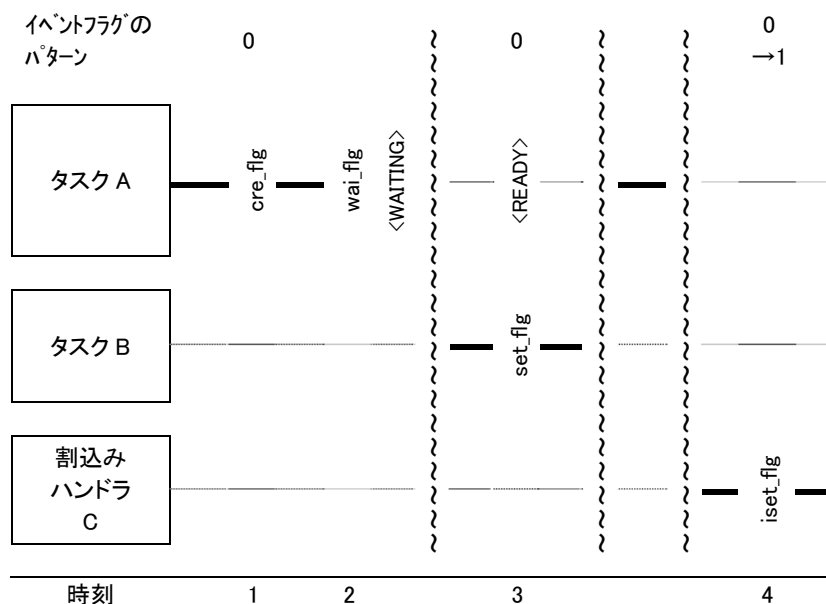 イベントフラグの
パターン
0
0
0
→1
タスク A
cre_flg
wai_flg
<WAITING>
<READY>
タスク B
set_flg
割込み
ハンドラ
C
iset_flg
時刻 1 2 3 4